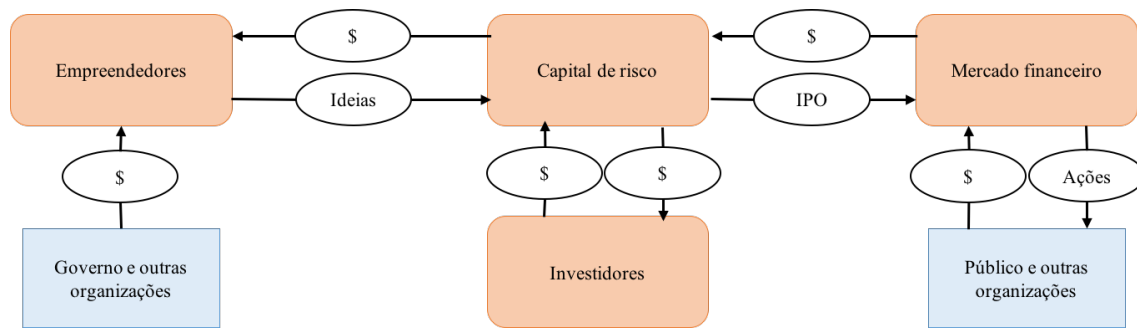 $
$
Empreendedores
Capital de risco
Mercado financeiro
Ideias
IPO
$
$
$
$
Ações
Governo e outras
organizações
Investidores
Público e outras
organizações